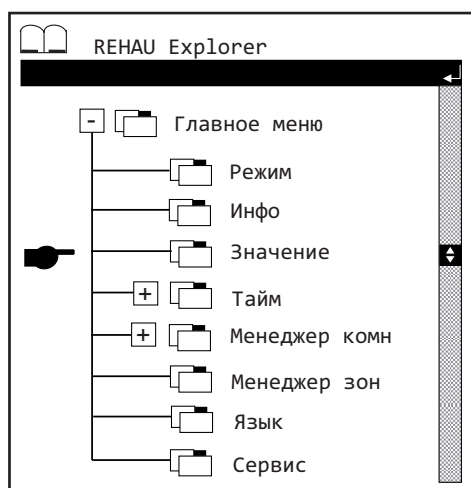 REHAU Explorer
- Главное меню
Режим
Инфо
Значение
+ Тайм
+ Менеджер комн
Менеджер зон
Язык
Сервис